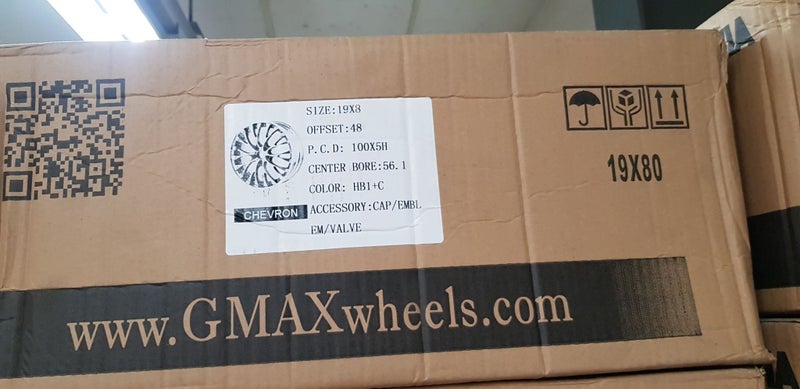 SIZE:19X8
OFFSET:48
P.C.D: 100X5H
CENTER BORE:56.1
COLOR: HB1+C
CHEVRON
ACCESSORY:CAP/EMBL
EM/VALVE
19X80
www.GMAXwheels.com